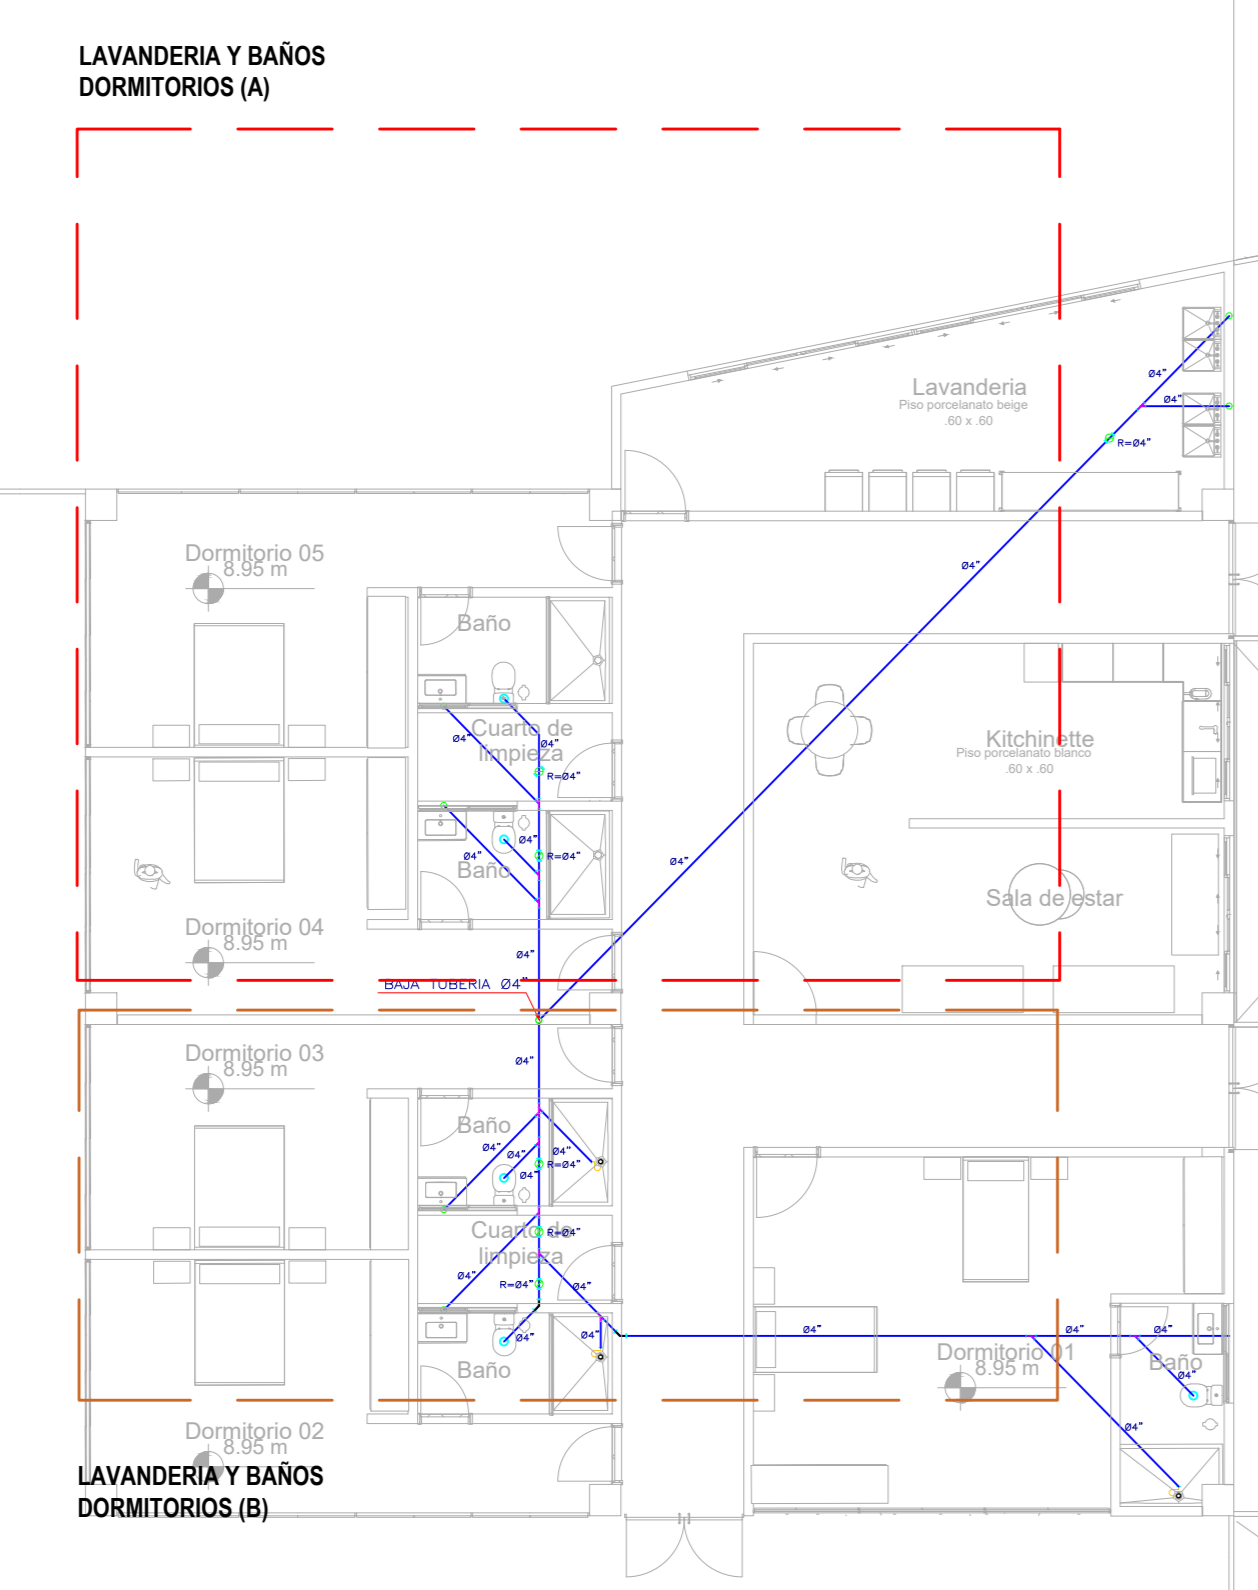 LAVANDERIA Y BAÑOS
DORMITORIOS (A)
Lavanderia
Piso porcelanato beige
.60 x .60
Ø4"
Ø4"
R=Ø4"
Dormitorio 05
8.95 m
Ø4"
Baño
Cuarto de
limpieza
Ø4"
Ø4"
R=Ø4"
Kitchinette
Piso porcelanato blanco
.60 x .60
Ø4"
Ø4"
R=Ø4"
Baño
Ø4"
Sala de estar
Dormitorio 04
8.95 m
Ø4"
BAJA TUBERIA Ø4"
Dormitorio 03
8.95 m
Ø4"
Baño
Ø4"
Ø4"
Ø4"
R=Ø4"
Ø4"
Cuarto de
limpieza
R=Ø4"
Ø4"
R=Ø4"
Ø4"
Ø4"
Ø4"
Ø4"
Ø4"
Ø4"
Baño
Dormitorio 01
8.95 m
Baño
Ø4"
Ø4"
Dormitorio 02
8.95 m
LAVANDERIA Y BAÑOS
DORMITORIOS (B)